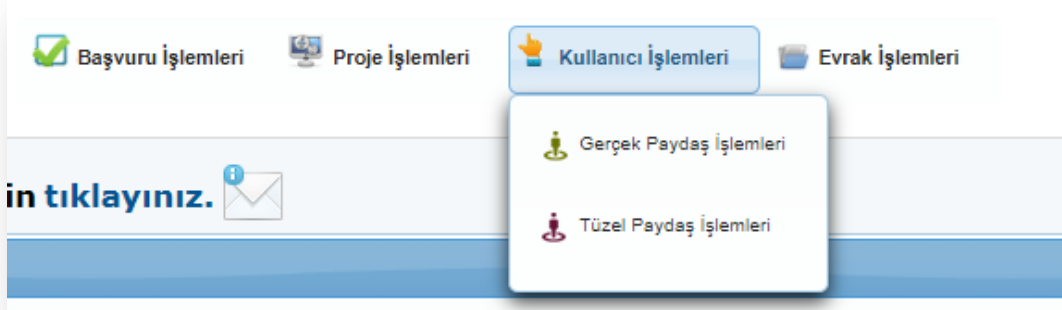 Başvuru İşlemleri Proje İşlemleri Kullanıcı İşlemleri Evrak İşlemleri
Gerçek Paydaş İşlemleri
in tıklayınız.
Tüzel Paydaş İşlemleri